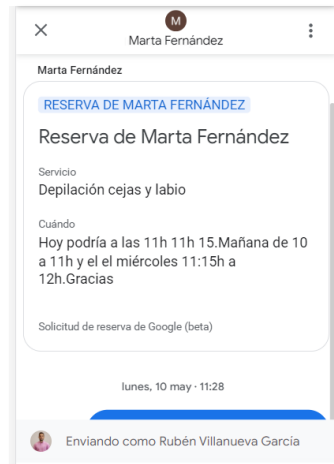 M
Marta Fernández
Marta Fernández
RESERVA DE MARTA FERNÁNDEZ
Reserva de Marta Fernández
Servicio
Depilación cejas y labio
Cuándo
Hoy podría a las 11h 11h 15.Mañana de 10
a 11h y el el miércoles 11:15h a
12h.Gracias
Solicitud de reserva de Google (beta)
lunes, 10 may · 11:28
Enviando como Rubén Villanueva García